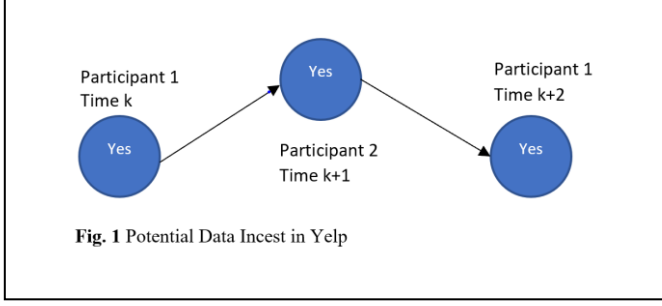 Participant 1
Time k
Yes
Yes
Participant 2
Time k+1
Participant 1
Time k+2
Yes
Fig. 1 Potential Data Incest in Yelp